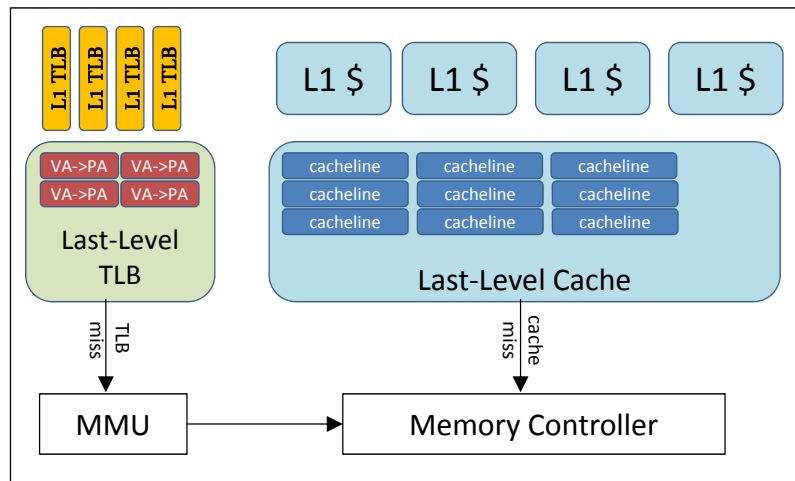 L1 TLB
L1 TLB
L1 TLB
L1 TLB
L1 $
L1 $
L1 $
L1 $
VA->PA VA->PA
VA->PA VA->PA
Last-Level
TLB
cacheline cacheline cacheline
cacheline cacheline cacheline
cacheline cacheline cacheline
Last-Level Cache
TLB
miss
cache
miss
MMU
Memory Controller